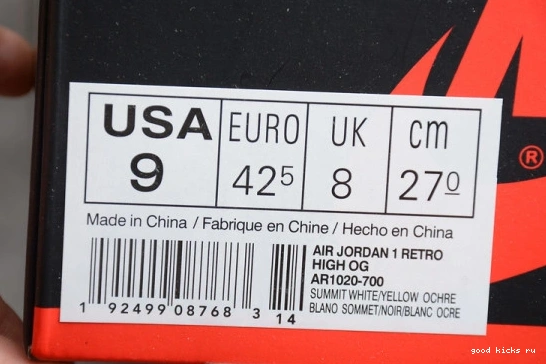 USA EURO UK cm
9 425 8 270
Made in China / Fabrique en Chine / Hecho en China
AIR JORDAN 1 RETRO
HIGH OG
AR1020-700
SUMMIT WHITE/YELLOW OCHRE
BLANO SOMMET/NOIR/BLANC OCRE
1 92499 08768 3 14
®
good kicks ru